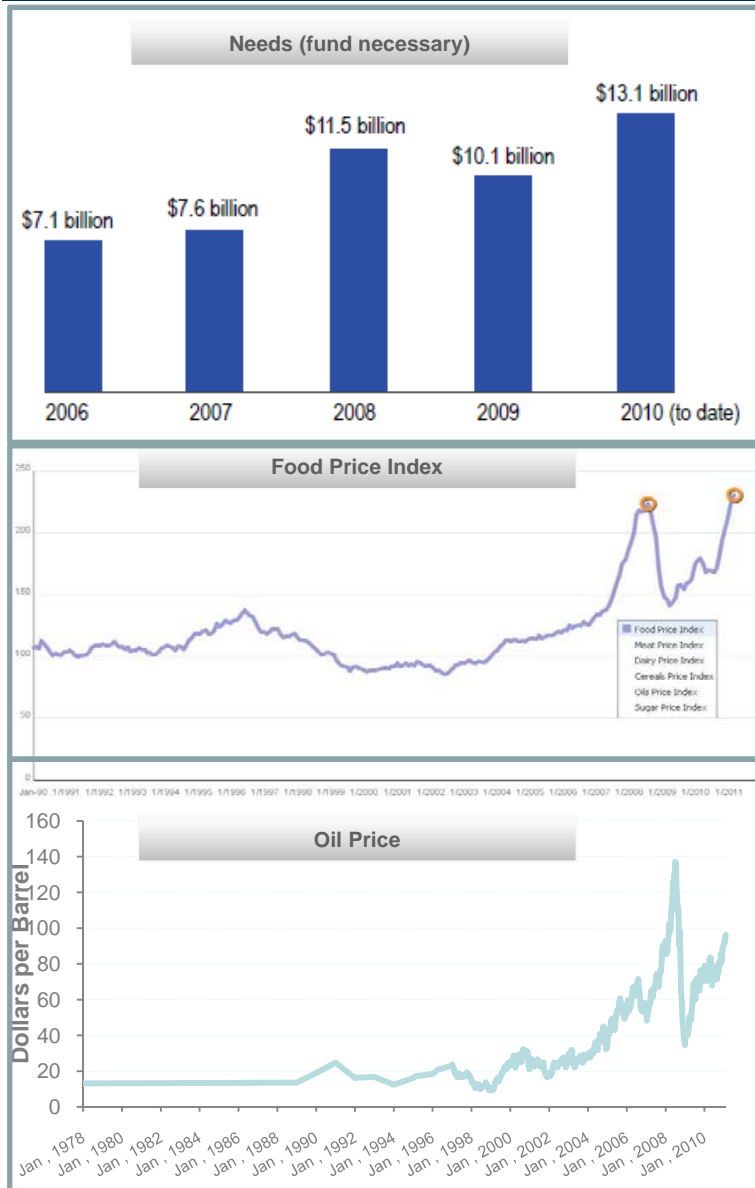 Needs (fund necessary)
$13.1 billion
$11.5 billion
$10.1 billion
$7.6 billion
$7.1 billion
2006 2007 2008 2009 2010 (to date)
Food Price Index
250
200
150
100
50
0
Food Price Index
Meat Price Index
Dairy Price Index
Cereals Price Index
Oils Price Index
Sugar Price Index
Jan-90 1/1991 1/1992 1/1993 1/1994 1/1995 1/1996 1/1997 1/1998 1/1999 1/2000 1/2001 1/2002 1/2003 1/2004 1/2005 1/2006 1/2007 1/2008 1/2009 1/2010 1/2011
Oil Price
Dollars per Barrel
160
140
120
100
80
60
40
20
0
Jan , 1978 Jan , 1980 Jan , 1982 Jan , 1984 Jan , 1986 Jan , 1988 Jan , 1990 Jan , 1992 Jan , 1994 Jan , 1996 Jan , 1998 Jan , 2000 Jan , 2002 Jan , 2004 Jan , 2006 Jan , 2008 Jan , 2010